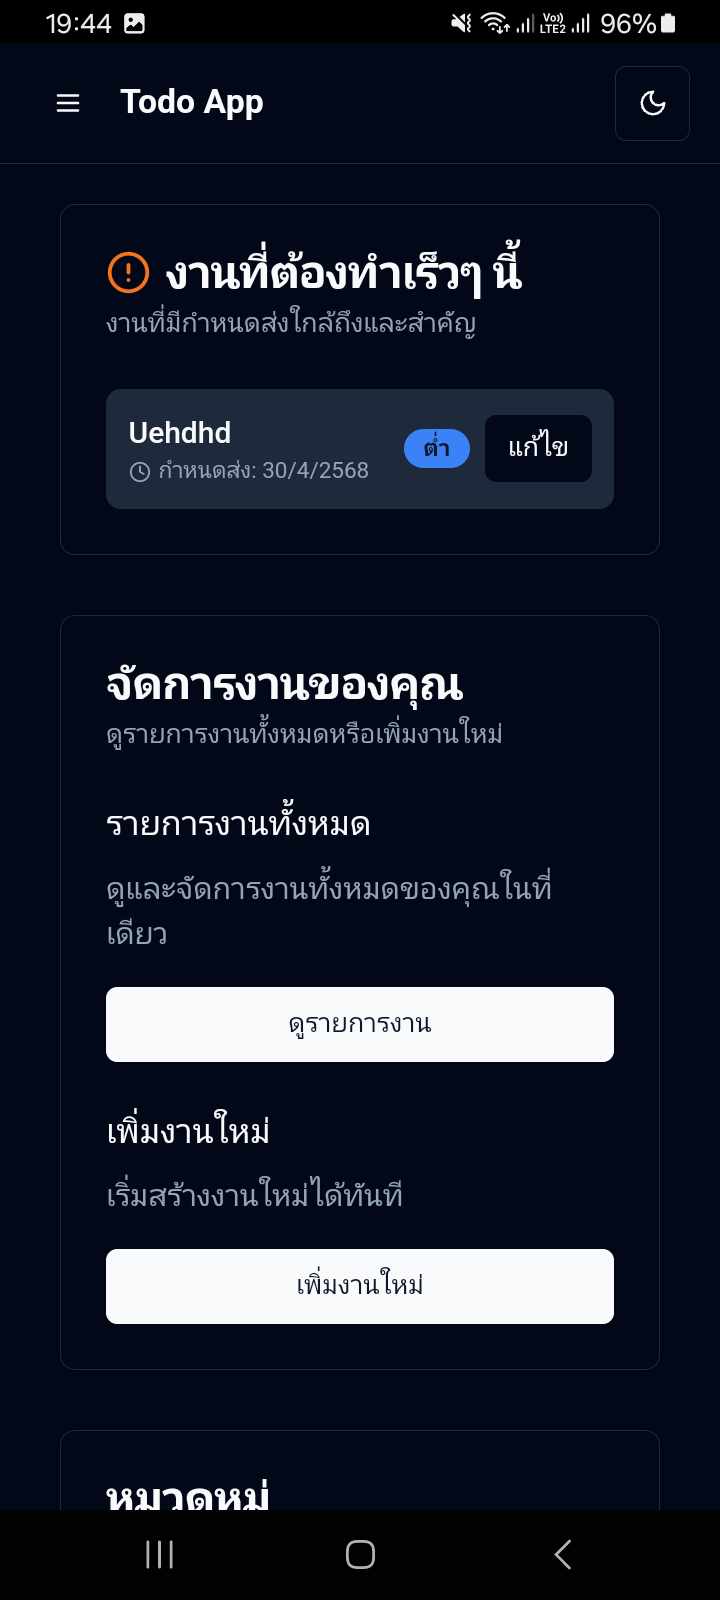 19:44
Vo))
LTE2
96%
Todo App
งานที่ต้องทำเร็วๆ นี้
งานที่มีกำหนดส่งใกล้ถึงและสำคัญ
Uehdhd
กำหนดส่ง: 30/4/2568
ต่ำ
แก้ไข
จัดการงานของคุณ
ดูรายการงานทั้งหมดหรือเพิ่มงานใหม่
รายการงานทั้งหมด
ดูและจัดการงานทั้งหมดของคุณในที่
เดียว
ดูรายการงาน
เพิ่มงานใหม่
เริ่มสร้างงานใหม่ได้ทันที
เพิ่มงานใหม่
หมวดหมู่